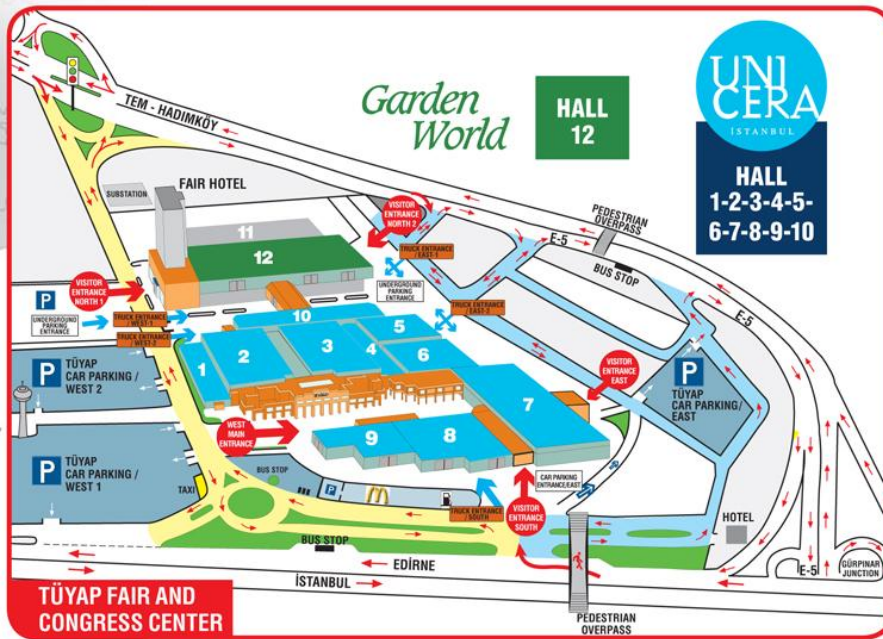 TEM - HADIMKÖY
Garden
World
HALL
12
UNI
CERA
İSTANBUL
HALL
1-2-3-4-5-
6-7-8-9-10
SUBSTATION
FAIR HOTEL
VISITOR
ENTRANCE
NORTH 2
PEDESTRIAN
OVERPASS
E-5
BUS STOP
E-5
11
12
TRUCK ENTRANCE
/ EAST-1
VISITOR
ENTRANCE
NORTH 1
UNDERGROUND
PARKING
ENTRANCE
P
UNDERGROUND
PARKING
ENTRANCE
TRUCK ENTRANCE
/ WEST-1
TRUCK ENTRANCE
/ WEST-2
TRUCK ENTRANCE
/ EAST-2
10
5
1
2
3
4
6
7
8
9
P
TÜYAP
CAR PARKING /
WEST 2
VISITOR
ENTRANCE
EAST
P
TÜYAP
CAR PARKING/
EAST
WEST
MAIN
ENTRANCE
P
TÜYAP
CAR PARKING /
WEST 1
TAXI
BUS STOP
P
CAR PARKING
ENTRANCE/EAST
TRUCK ENTRANCE
/ SOUTH
VISITOR
ENTRANCE
SOUTH
HOTEL
BUS STOP
EDİRNE
İSTANBUL
E-5
GÜRPINAR
JUNCTION
PEDESTRIAN
OVERPASS
TÜYAP FAIR AND
CONGRESS CENTER